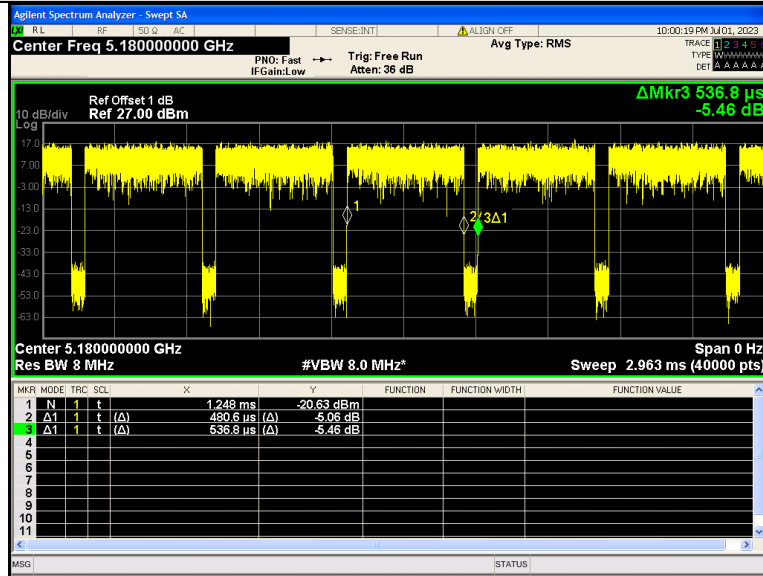 Agilent Spectrum Analyzer - Swept SA
LXI RL RF 50 Ω AC SENSE:INT ALIGN OFF 10:00:19 PM Jul 01, 2023
Center Freq 5.180000000 GHz
PNO: Fast
IFGain:Low
Trig: Free Run
Atten: 36 dB
Avg Type: RMS
TRACE 1 2 3 4 5
TYPE W
DET A A A A A
ΔMkr3 536.8 µs
-5.46 dB
Ref Offset 1 dB
10 dB/div Ref 27.00 dBm
Log
17.0
7.00
-3.00
-13.0
-23.0
-33.0
-43.0
-53.0
-63.0
1
2
3Δ1
Center 5.180000000 GHz Span 0 Hz
Res BW 8 MHz #VBW 8.0 MHz* Sweep 2.963 ms (40000 pts)
MKR MODE TRC SCL X Y FUNCTION FUNCTION WIDTH FUNCTION VALUE
1 N 1 t 1.248 ms -20.63 dBm
2 Δ1 1 t (Δ) 480.6 µs (Δ) -5.06 dB
3 Δ1 1 t (Δ) 536.8 µs (Δ) -5.46 dB
4
5
6
7
8
9
10
11
MSG STATUS